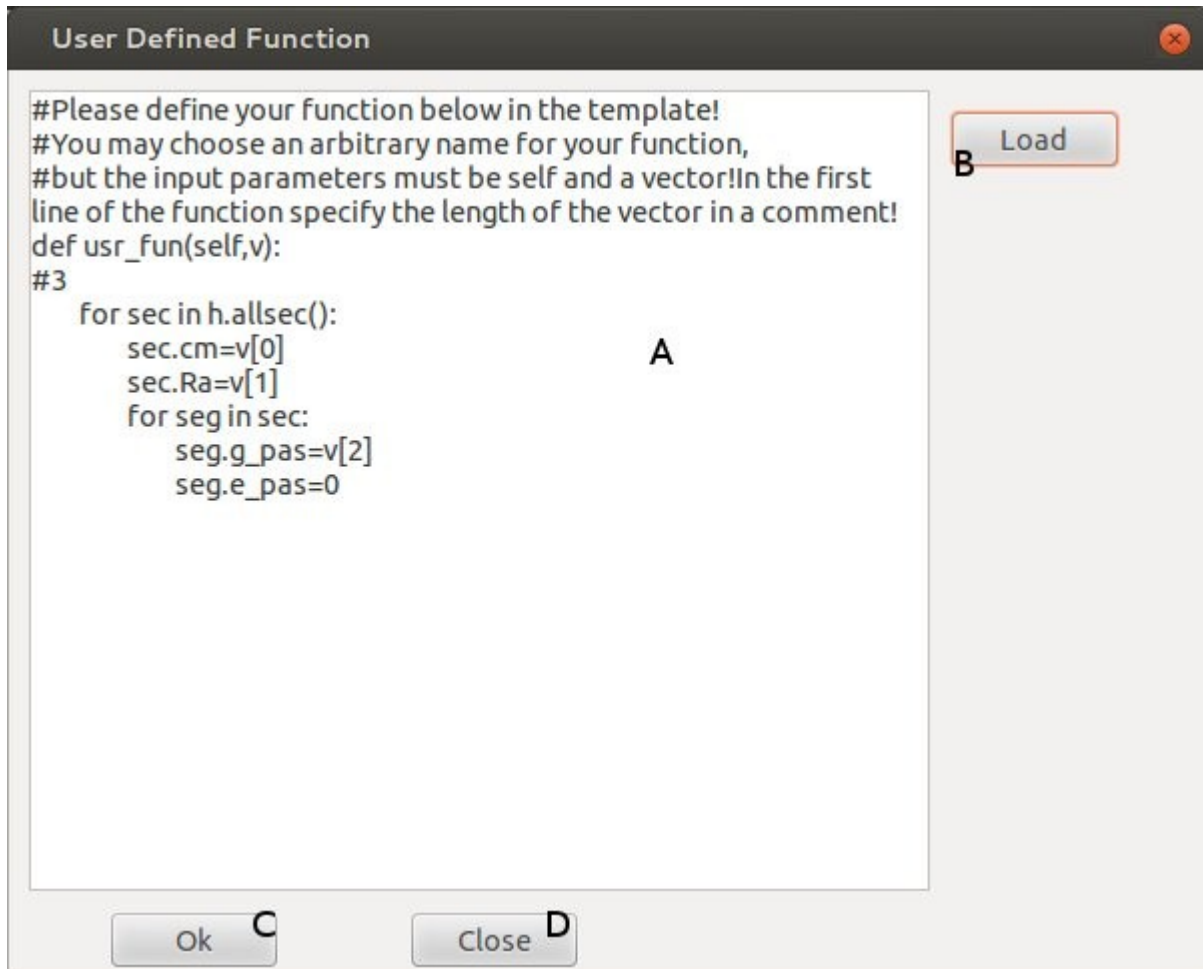 User Defined Function
#Please define your function below in the template!
#You may choose an arbitrary name for your function,
#but the input parameters must be self and a vector!In the first
line of the function specify the length of the vector in a comment!
def usr_fun(self,v):
#3
for sec in h.allsec():
sec.cm=v[0]
sec.Ra=v[1]
for seg in sec:
seg.g_pas=v[2]
seg.e_pas=0
A
Load
B
Ok
C
Close
D